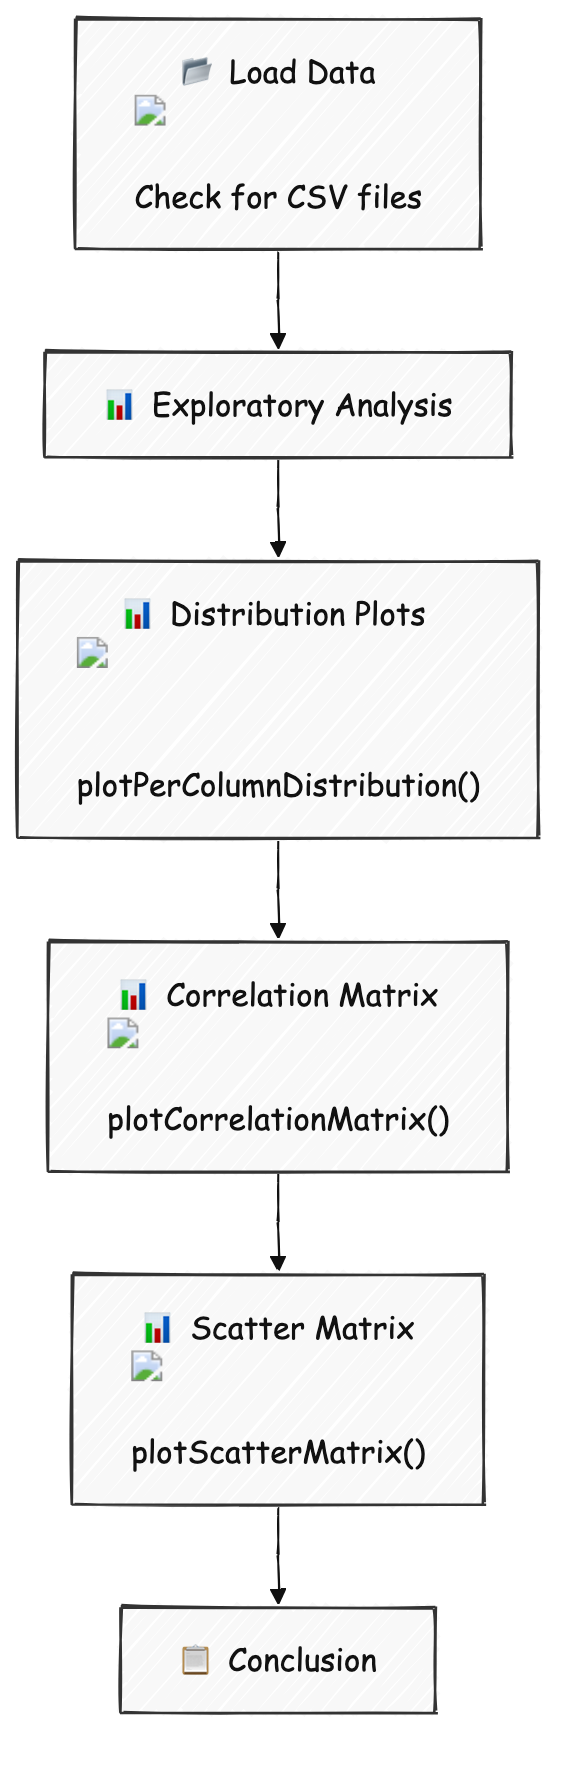 Load Data
Check for CSV files
Exploratory Analysis
Distribution Plots
plotPerColumnDistribution()
Correlation Matrix
plotCorrelationMatrix()
Scatter Matrix
plotScatterMatrix()
Conclusion